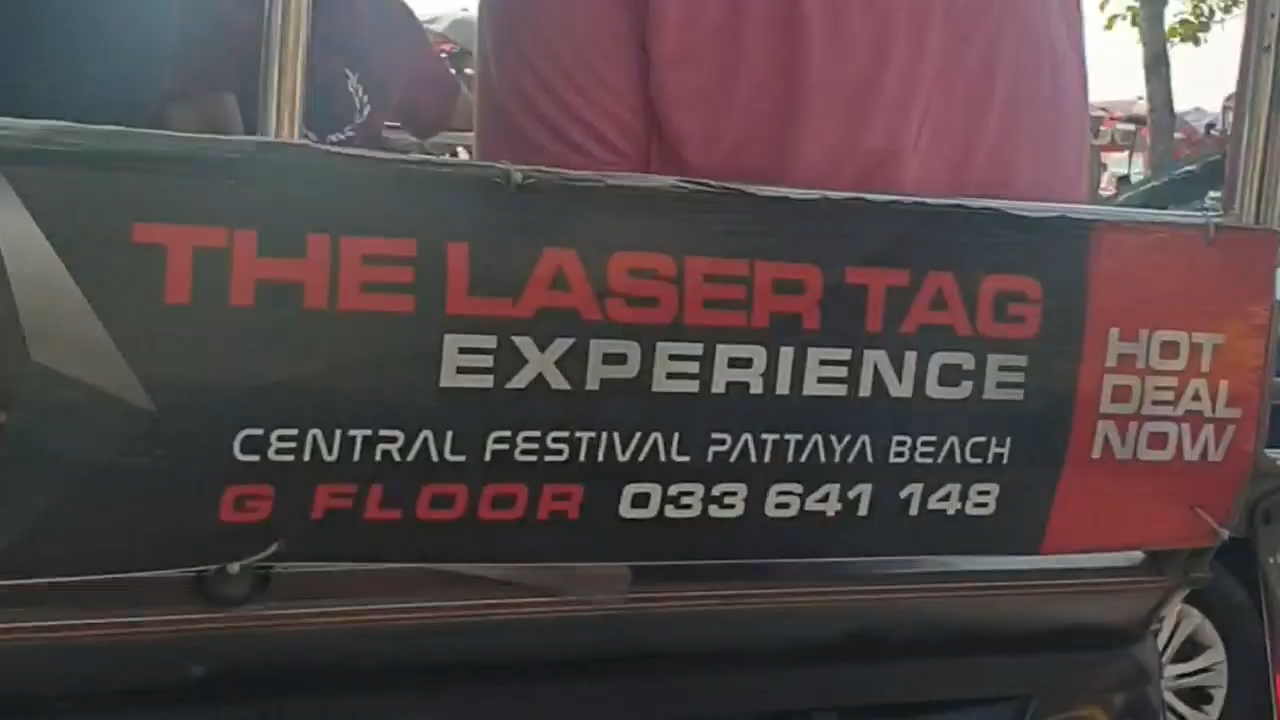 THE LASER TAG
EXPERIENCE
CENTRAL FESTIVAL PATTAYA BEACH
G FLOOR 033 641 148
HOT
DEAL
NOW